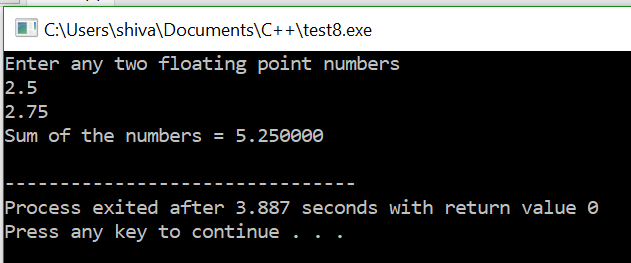 C:\Users\shiva\Documents\C++\test8.exe
Enter any two floating point numbers
2.5
2.75
Sum of the numbers = 5.250000
--------------------------------
Process exited after 3.887 seconds with return value 0
Press any key to continue . . .